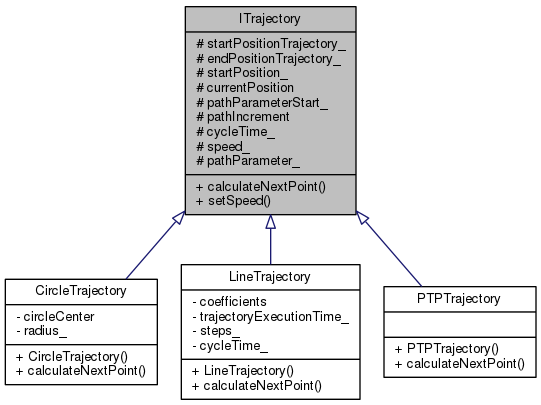 ITrajectory
# startPositionTrajectory_
# endPositionTrajectory_
# startPosition_
# currentPosition
# pathParameterStart_
# pathIncrement
# cycleTime_
# speed_
# pathParameter_
+ calculateNextPoint()
+ setSpeed()
CircleTrajectory
- circleCenter
- radius_
+ CircleTrajectory()
+ calculateNextPoint()
LineTrajectory
- coefficients
- trajectoryExecutionTime_
- steps_
- cycleTime_
+ LineTrajectory()
+ calculateNextPoint()
PTPTrajectory
+ PTPTrajectory()
+ calculateNextPoint()